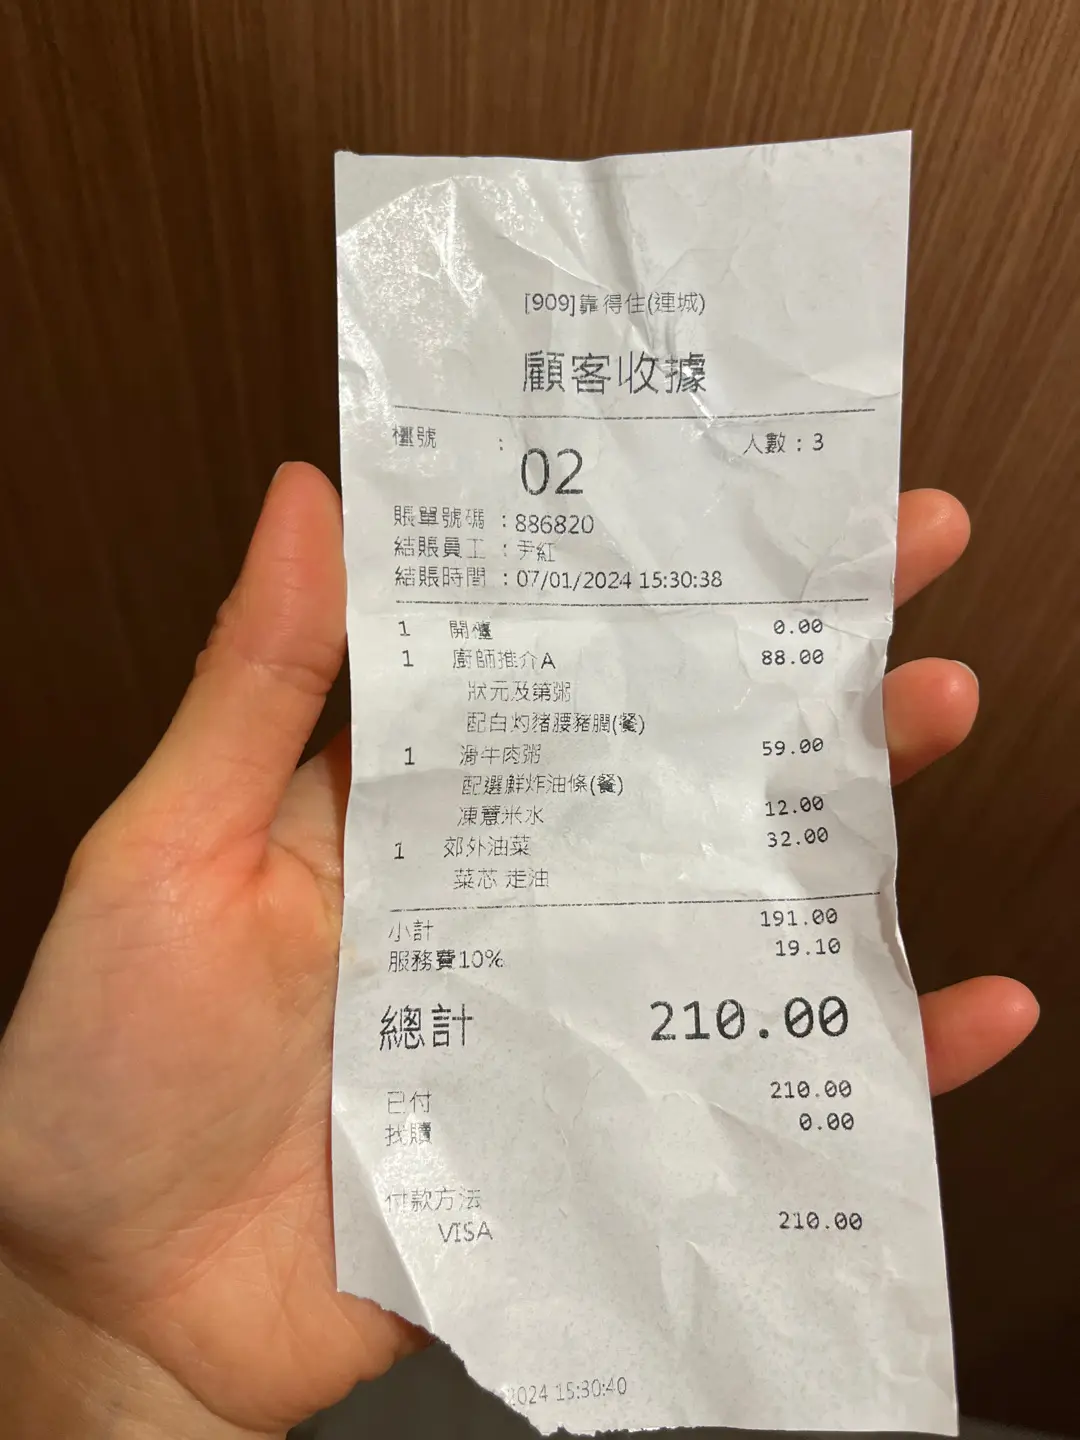 [909]靠得住(連城)
顧客收據
檯號 : 02 人數 : 3
賬單號碼 : 886820
結賬員工 : 尹紅
結賬時間 : 07/01/2024 15:30:38
1 開檯 0.00
1 廚師推介A 88.00
狀元及第粥
配白灼豬腰豬膶(餐)
1 滑牛肉粥 59.00
配選鮮炸油條(餐)
凍薏米水 12.00
1 郊外油菜 32.00
菜芯 走油
小計 191.00
服務費10% 19.10
總計 210.00
已付 210.00
找贖 0.00
付款方法
VISA 210.00
2024 15:30:40